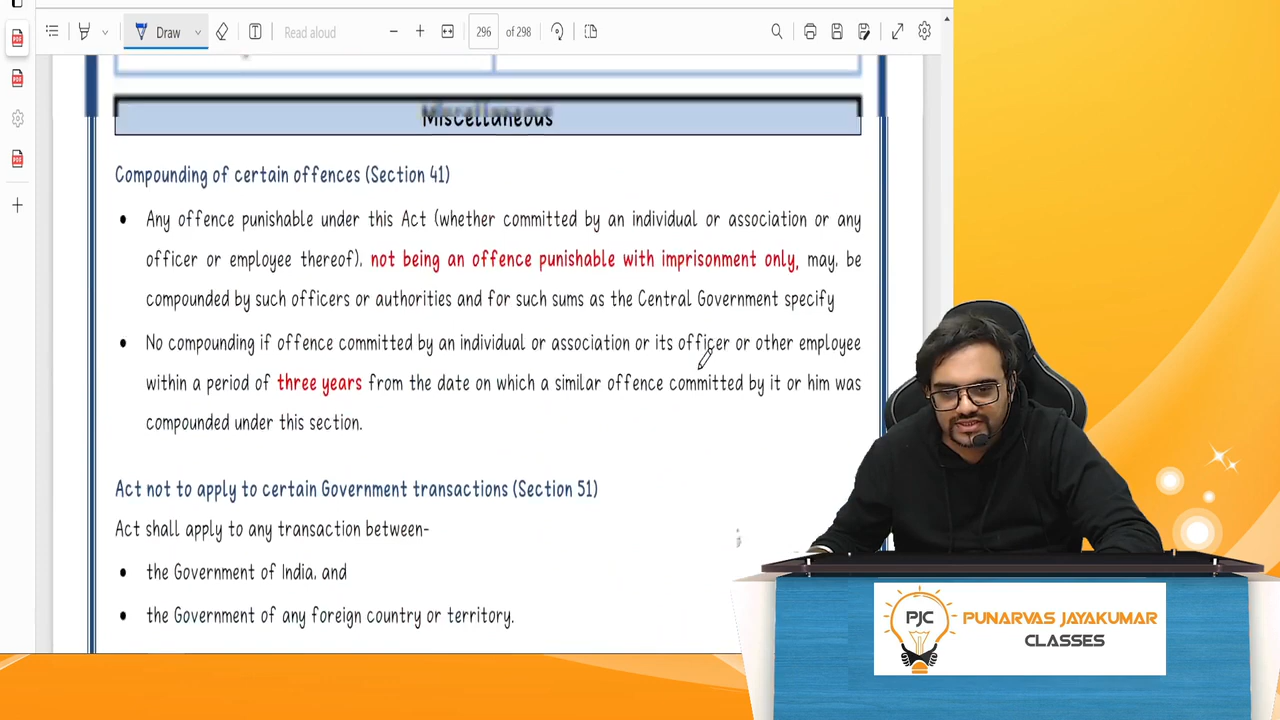 Draw
Read aloud
296 of 298
Miscellaneous
Compounding of certain offences (Section 41)
• Any offence punishable under this Act (whether committed by an individual or association or any
officer or employee thereof), not being an offence punishable with imprisonment only, may, be
compounded by such officers or authorities and for such sums as the Central Government specify
• No compounding if offence committed by an individual or association or its officer or other employee
within a period of three years from the date on which a similar offence committed by it or him was
compounded under this section.
Act not to apply to certain Government transactions (Section 51)
Act shall apply to any transaction between-
• the Government of India, and
• the Government of any foreign country or territory.
PJC
PUNARVAS JAYAKUMAR
CLASSES